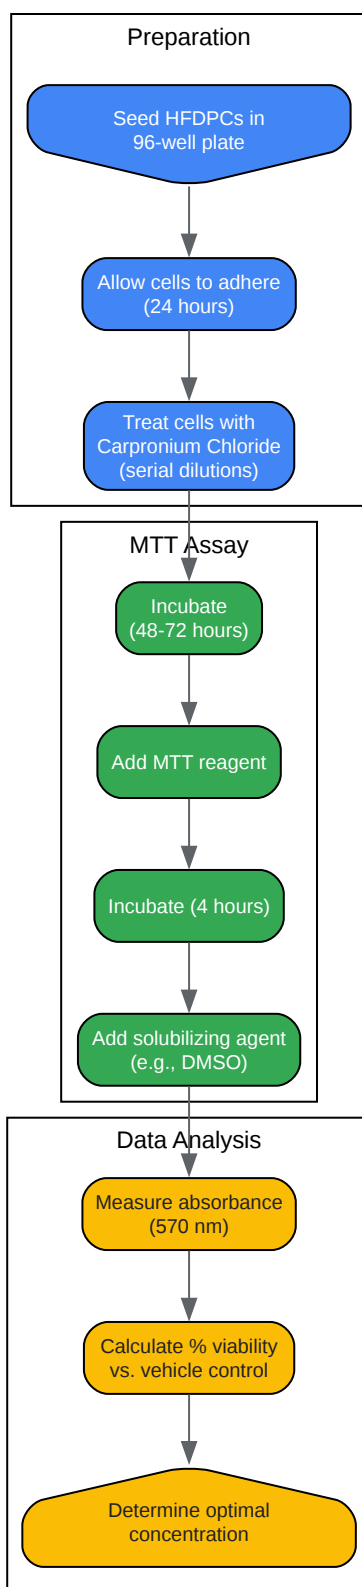 Preparation
Seed HFDPCs in
96-well plate
Allow cells to adhere
(24 hours)
Treat cells with
Carpronium Chloride
(serial dilutions)
MTT Assay
Incubate
(48-72 hours)
Add MTT reagent
Incubate (4 hours)
Add solubilizing agent
(e.g., DMSO)
Data Analysis
Measure absorbance
(570 nm)
Calculate % viability
vs. vehicle control
Determine optimal
concentration